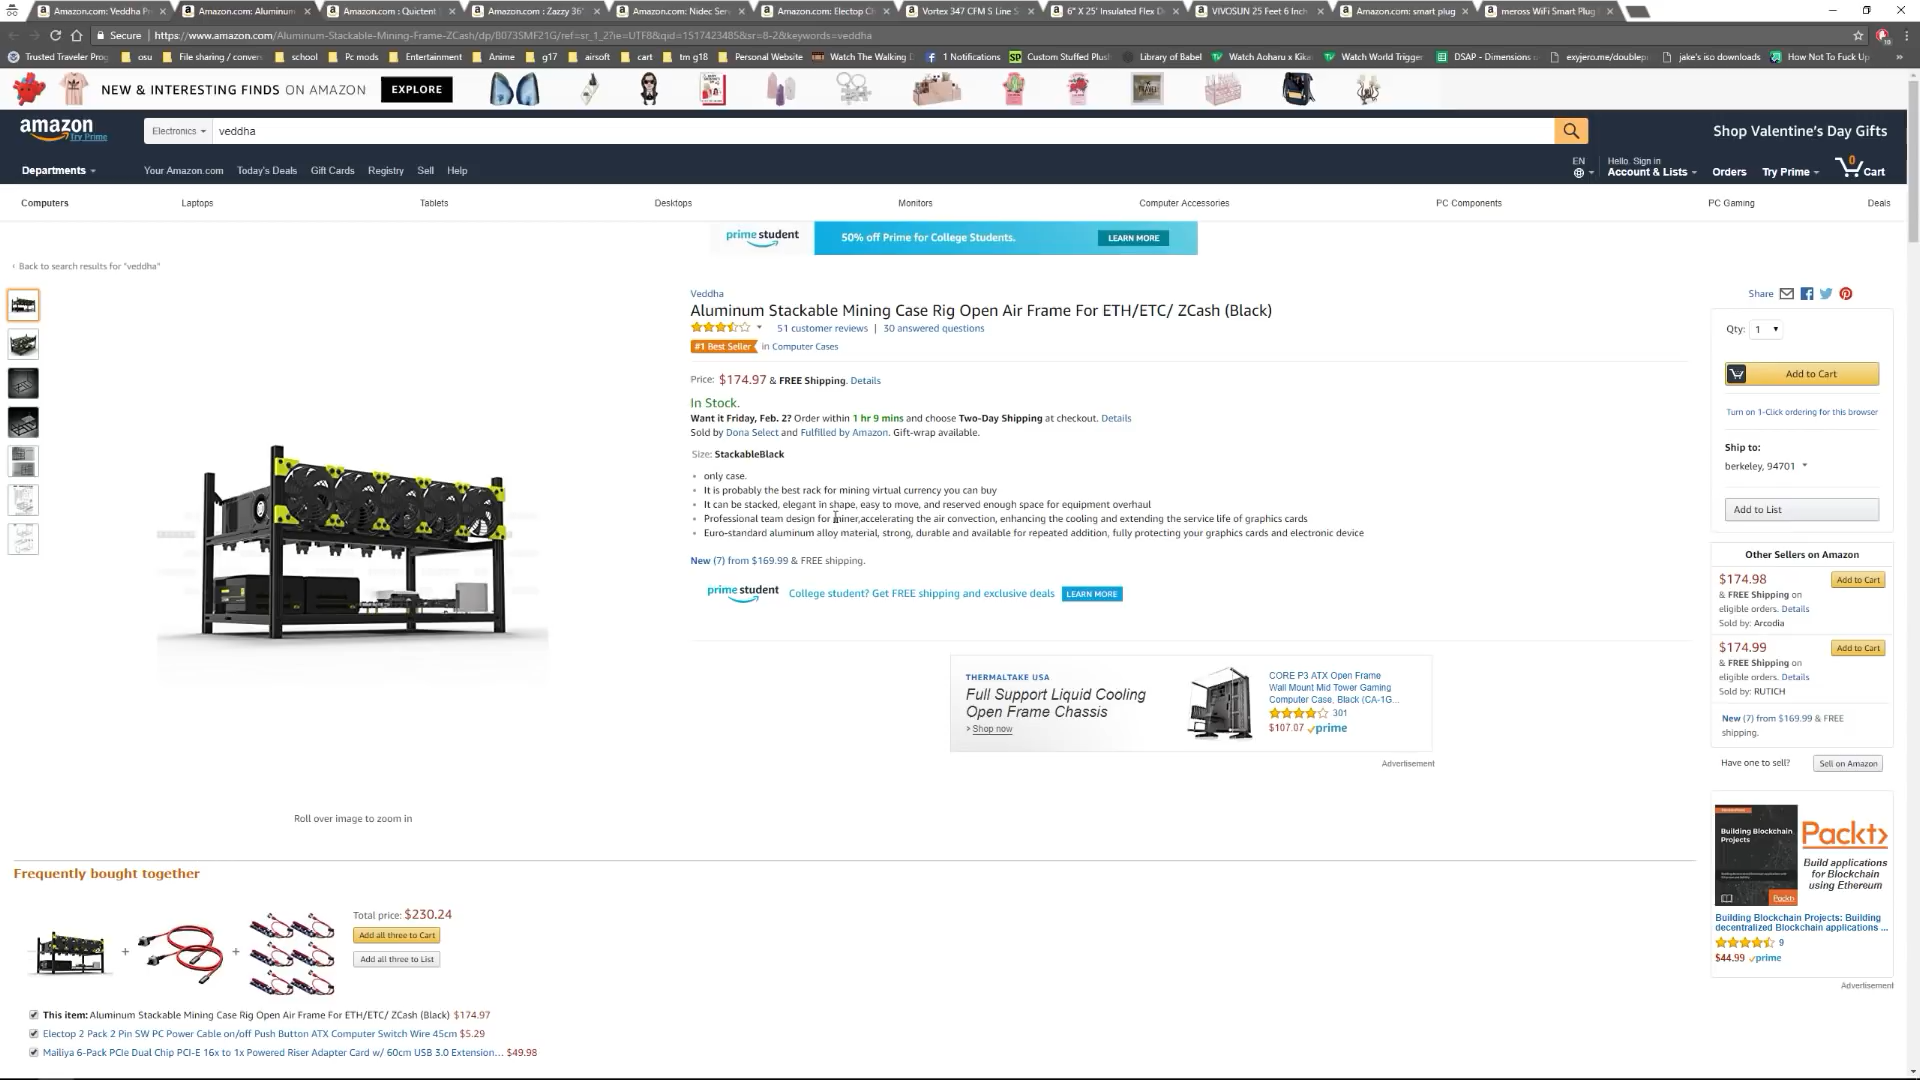 Amazon.com: Veddha Pr
Amazon.com: Aluminum
Amazon.com : Quictent
Amazon.com : Zazzy 36"
Amazon.com: Nidec Ser
Amazon.com: Electop
Vortex 347 CFM S Line S
6" X 25' Insulated Flex D
VIVOSUN 25 Feet 6 Inch
Amazon.com: smart plug
meross WiFi Smart Plug
Secure
https://www.amazon.com/Aluminum-Stackable-Mining-Frame-ZCash/dp/B073SMF21G/ref=sr_1_2?ie=UTF8&qid=1517423485&sr=8-2&keywords=veddha
Trusted Traveler Prog
osu
File sharing / conver
school
Pc mods
Entertainment
Anime
g17
airsoft
cart
tm g18
Personal Website
Watch The Walking D
1 Notifications
Custom Stuffed Plus
Library of Babel
Watch Aoharu x Kika
Watch World Trigger
DSAP - Dimensions
exyjero.me/doublep
jake's iso downloads
How Not To Fuck Up
NEW & INTERESTING FINDS ON AMAZON
EXPLORE
amazon
Try Prime
Electronics
veddha
Shop Valentine's Day Gifts
Departments
Your Amazon.com
Today's Deals
Gift Cards
Registry
Sell
Help
EN
Hello. Sign in
Account & Lists
Orders
Try Prime
0
Cart
Computers
Laptops
Tablets
Desktops
Monitors
Computer Accessories
PC Components
PC Gaming
Deals
prime student
50% off Prime for College Students.
LEARN MORE
‹ Back to search results for "veddha"
Veddha
Aluminum Stackable Mining Case Rig Open Air Frame For ETH/ETC/ ZCash (Black)
51 customer reviews | 30 answered questions
#1 Best Seller in Computer Cases
Price: $174.97 & FREE Shipping. Details
In Stock.
Want it Friday, Feb. 2? Order within 1 hr 9 mins and choose Two-Day Shipping at checkout. Details
Sold by Dona Select and Fulfilled by Amazon. Gift-wrap available.
Size: StackableBlack
only case.
It is probably the best rack for mining virtual currency you can buy
It can be stacked, elegant in shape, easy to move, and reserved enough space for equipment overhaul
Professional team design for miner,accelerating the air convection, enhancing the cooling and extending the service life of graphics cards
Euro-standard aluminum alloy material, strong, durable and available for repeated addition, fully protecting your graphics cards and electronic device
New (7) from $169.99 & FREE shipping.
prime student
College student? Get FREE shipping and exclusive deals
LEARN MORE
THERMALTAKE USA
Full Support Liquid Cooling
Open Frame Chassis
> Shop now
CORE P3 ATX Open Frame
Wall Mount Mid Tower Gaming
Computer Case, Black (CA-1G...
301
$107.07 prime
Advertisement
Share
Qty: 1
Add to Cart
Turn on 1-Click ordering for this browser
Ship to:
berkeley, 94701
Add to List
Other Sellers on Amazon
$174.98
Add to Cart
& FREE Shipping on
eligible orders. Details
Sold by: Arcodia
$174.99
Add to Cart
& FREE Shipping on
eligible orders. Details
Sold by: RUTICH
New (7) from $169.99 & FREE
shipping.
Have one to sell?
Sell on Amazon
Building Blockchain
Projects
Packt>
Packt>
Build applications
for Blockchain
using Ethereum
Building Blockchain Projects: Building
decentralized Blockchain applications ...
9
$44.99 prime
Advertisement
Roll over image to zoom in
Frequently bought together
+
+
Total price: $230.24
Add all three to Cart
Add all three to List
This item: Aluminum Stackable Mining Case Rig Open Air Frame For ETH/ETC/ ZCash (Black) $174.97
Electop 2 Pack 2 Pin SW PC Power Cable on/off Push Button ATX Computer Switch Wire 45cm $5.29
Mailiya 6-Pack PCIe Dual Chip PCI-E 16x to 1x Powered Riser Adapter Card w/ 60cm USB 3.0 Extension... $49.98